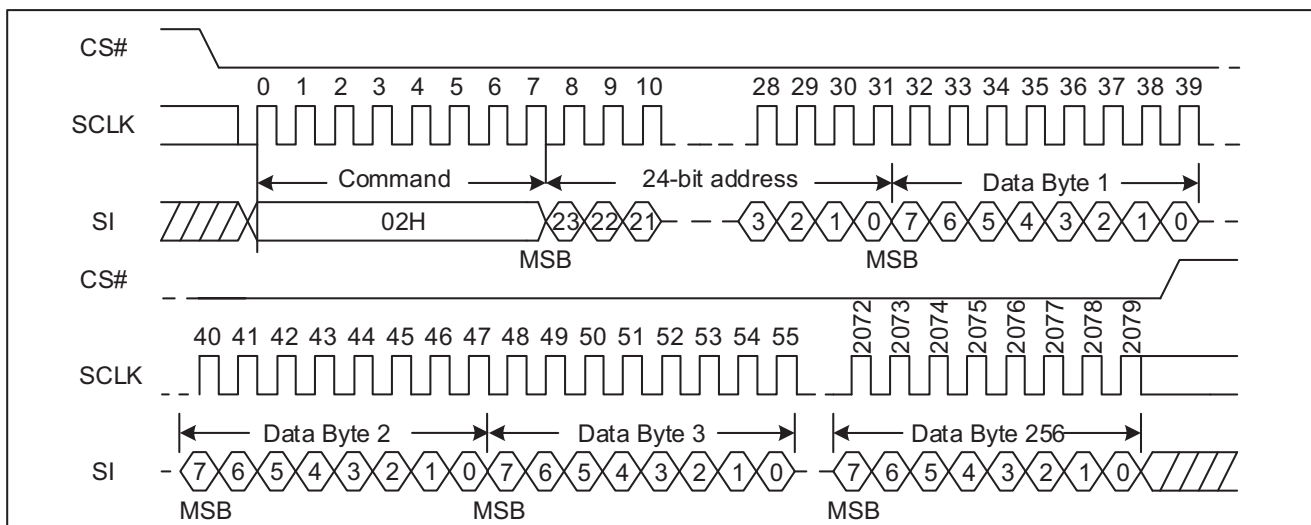 CS#
0 1 2 3 4 5 6 7 8 9 10 28 29 30 31 32 33 34 35 36 37 38 39
SCLK
Command 24-bit address Data Byte 1
SI 02H 23 22 21 3 2 1 0 7 6 5 4 3 2 1 0
MSB MSB
CS#
40 41 42 43 44 45 46 47 48 49 50 51 52 53 54 55 2072 2073 2074 2075 2076 2077 2078 2079
SCLK
Data Byte 2 Data Byte 3 Data Byte 256
SI 7 6 5 4 3 2 1 0 7 6 5 4 3 2 1 0 7 6 5 4 3 2 1 0
MSB MSB MSB